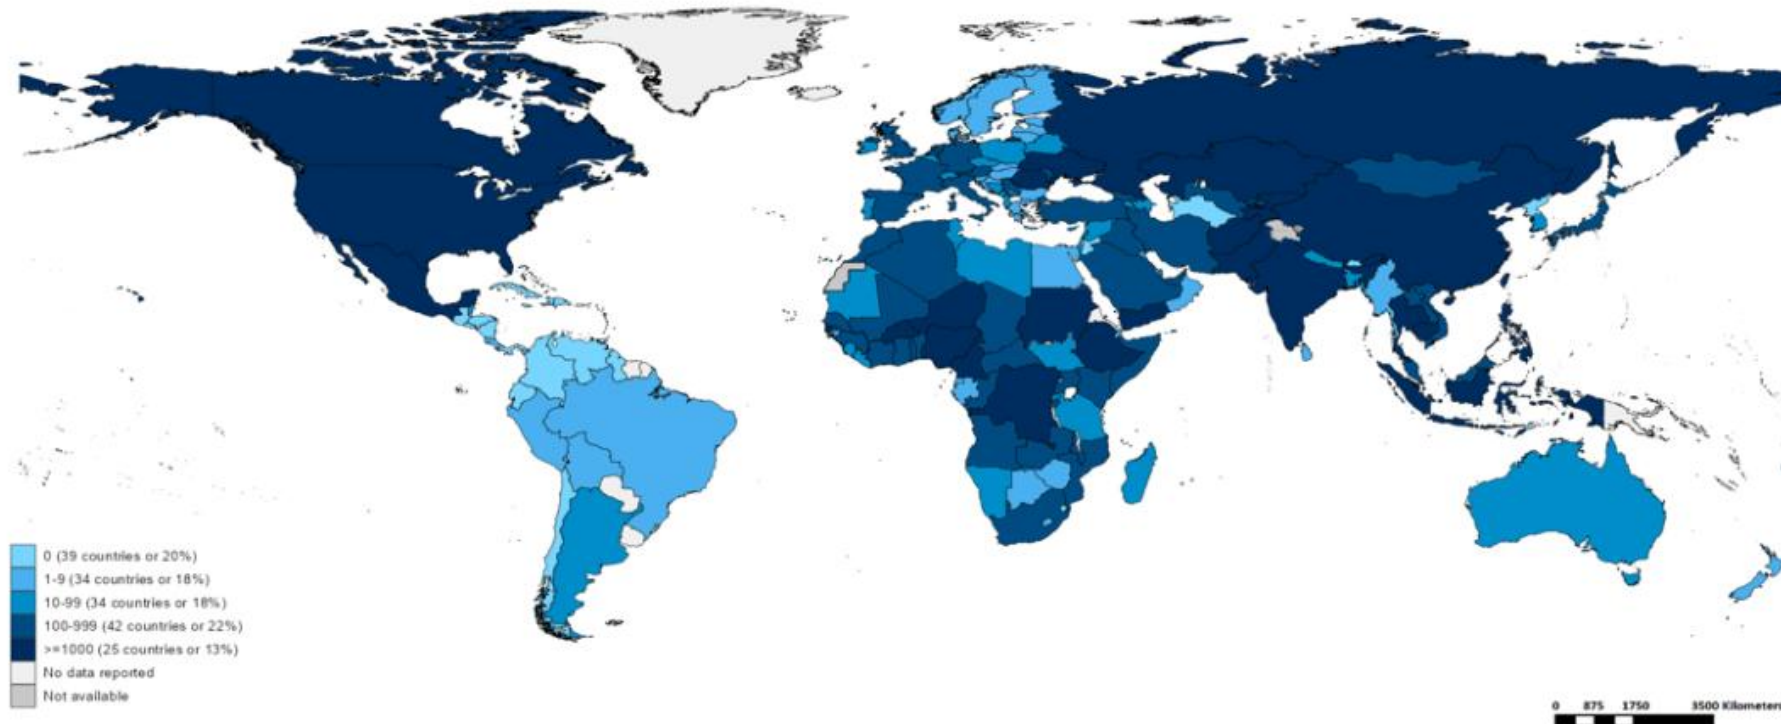 0 (39 countries or 20%)
1-9 (34 countries or 18%)
10-99 (34 countries or 18%)
100-999 (42 countries or 22%)
>=1000 (25 countries or 13%)
No data reported
Not available
0 875 1750 3500 Kilometers